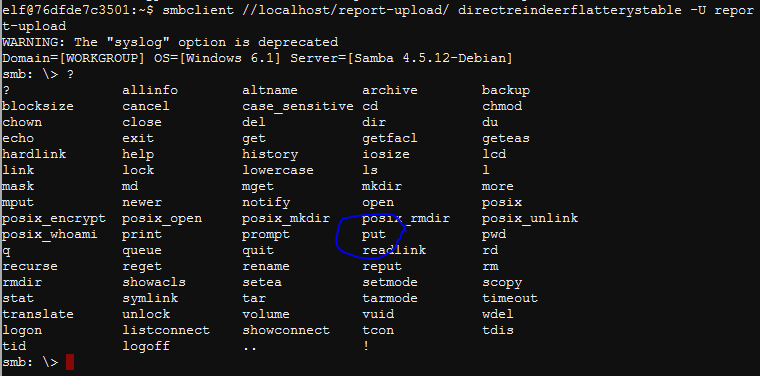 elf@76dfde7c3501:~$ smbclient //localhost/report-upload/ directreindeerflatterystable -U repor
t-upload
WARNING: The "syslog" option is deprecated
Domain=[WORKGROUP] OS=[Windows 6.1] Server=[Samba 4.5.12-Debian]
smb: \> ?
? allinfo altname archive backup
blocksize cancel case_sensitive cd chmod
chown close del dir du
echo exit get getfacl geteas
hardlink help history iosize lcd
link lock lowercase ls l
mask md mget mkdir more
mput newer notify open posix
posix_encrypt posix_open posix_mkdir posix_rmdir posix_unlink
posix_whoami print prompt put pwd
q queue quit readlink rd
recurse reget rename reput rm
rmdir showacls setea setmode scopy
stat symlink tar tarmode timeout
translate unlock volume vuid wdel
logon listconnect showconnect tcon tdis
tid logoff .. !
smb: \>